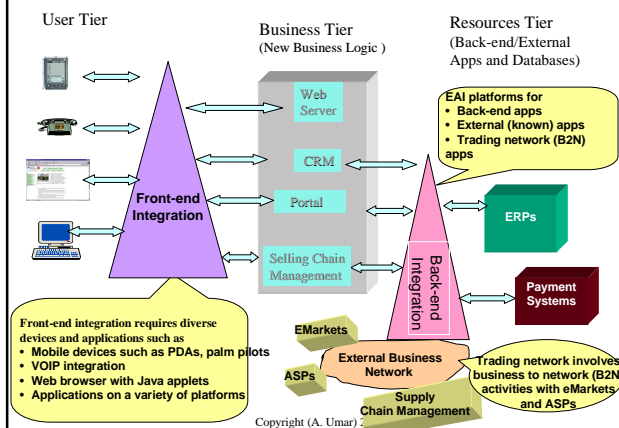 User Tier
Business Tier
(New Business Logic )
Resources Tier
(Back-end/External
Apps and Databases)
Web
Server
CRM
Portal
Selling Chain
Management
Front-end
Integration
EAI platforms for
• Back-end apps
• External (known) apps
• Trading network (B2N)
apps
Back-end
Integration
ERPs
Payment
Systems
Front-end integration requires diverse
devices and applications such as
• Mobile devices such as PDAs, palm pilots
• VOIP integration
• Web browser with Java applets
• Applications on a variety of platforms
EMarkets
External Business
Network
ASPs
Supply
Chain Management
Trading network involves
business to network (B2N
activities with eMarkets
and ASPs
Copyright (A. Umar)